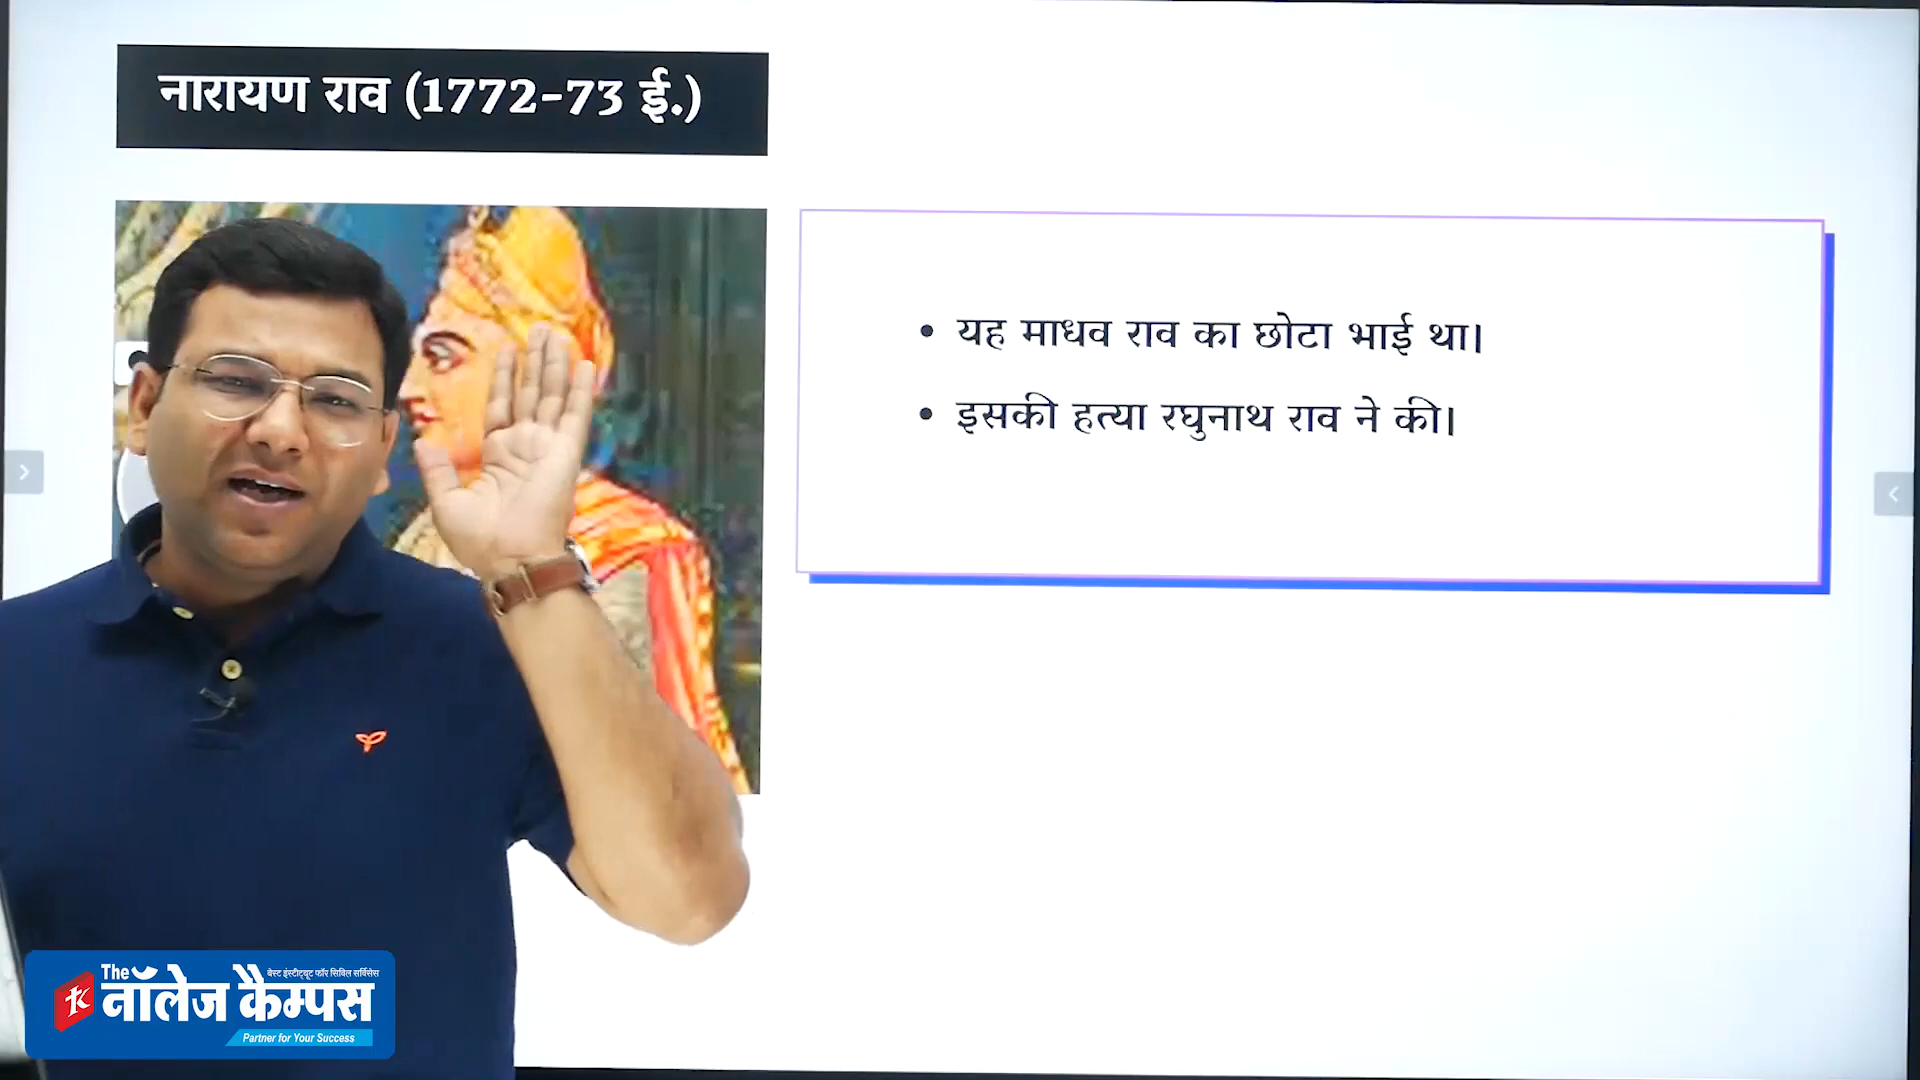 नारायण राव (1772-73 ई.)
• यह माधव राव का छोटा भाई था।
• इसकी हत्या रघुनाथ राव ने की।
The बेस्ट इंस्टीट्यूट फॉर सिविल सर्विसेस
नॉलेज कैम्पस
Partner for Your Success